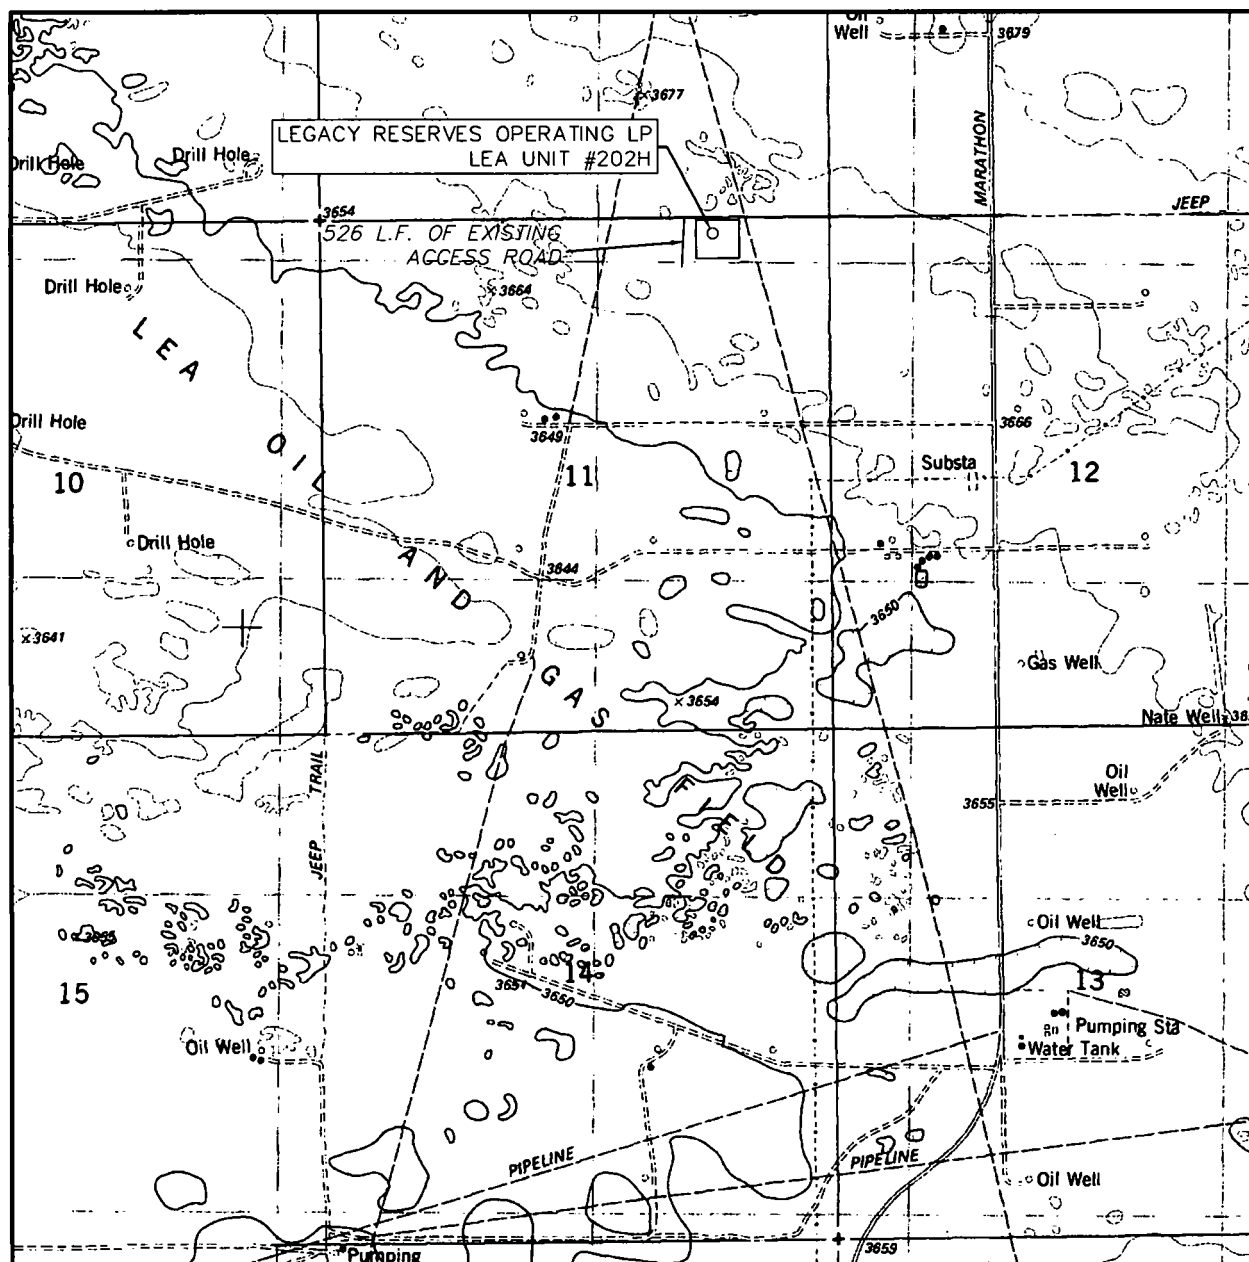 Oil
Well
3679
3677
MARATHON
LEGACY RESERVES OPERATING LP
LEA UNIT #202H
Drill Hole
Drill Hole
JEEP
3654
526 L.F. OF EXISTING
ACCESS ROAD
Drill Hole
3664
LEA OIL AND GAS FIELD
Drill Hole
3649
3666
10
11
Substa
12
Drill Hole
3644
3650
3641
Gas Well
3654
Nate Well
TRAIL
Oil
Well
3655
JEEP
Oil Well
3650
15
14
13
3651
3650
Pumping Sta
Oil Well
Water Tank
PIPELINE
PIPELINE
Oil Well
3659
Pumping